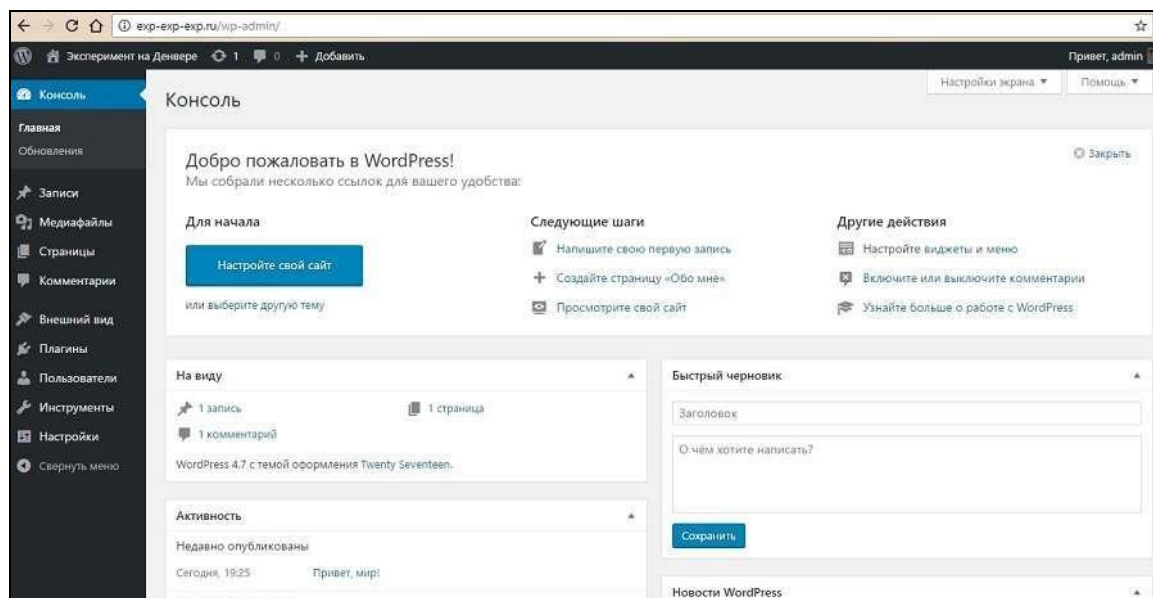 exp-exp-exp.ru/wp-admin/
Эксперимент на Денвере 1 0 + Добавить Привет, admin
Настройки экрана Помощь
Консоль
Главная
Обновления
Записи
Медиафайлы
Страницы
Комментарии
Внешний вид
Плагины
Пользователи
Инструменты
Настройки
Свернуть меню
Консоль
Добро пожаловать в WordPress!
Закрыть
Мы собрали несколько ссылок для вашего удобства:
Для начала
Настройте свой сайт
или выберите другую тему
Следующие шаги
Напишите свою первую запись
Создайте страницу «Обо мне»
Просмотрите свой сайт
Другие действия
Настройте виджеты и меню
Включите или выключите комментарии
Узнайте больше о работе с WordPress
На виду
1 запись
1 страница
1 комментарий
WordPress 4.7 с темой оформления Twenty Seventeen.
Активность
Недавно опубликованы
Сегодня, 19:25 Привет, мир!
Быстрый черновик
Заголовок
О чём хотите написать?
Сохранить
Новости WordPress